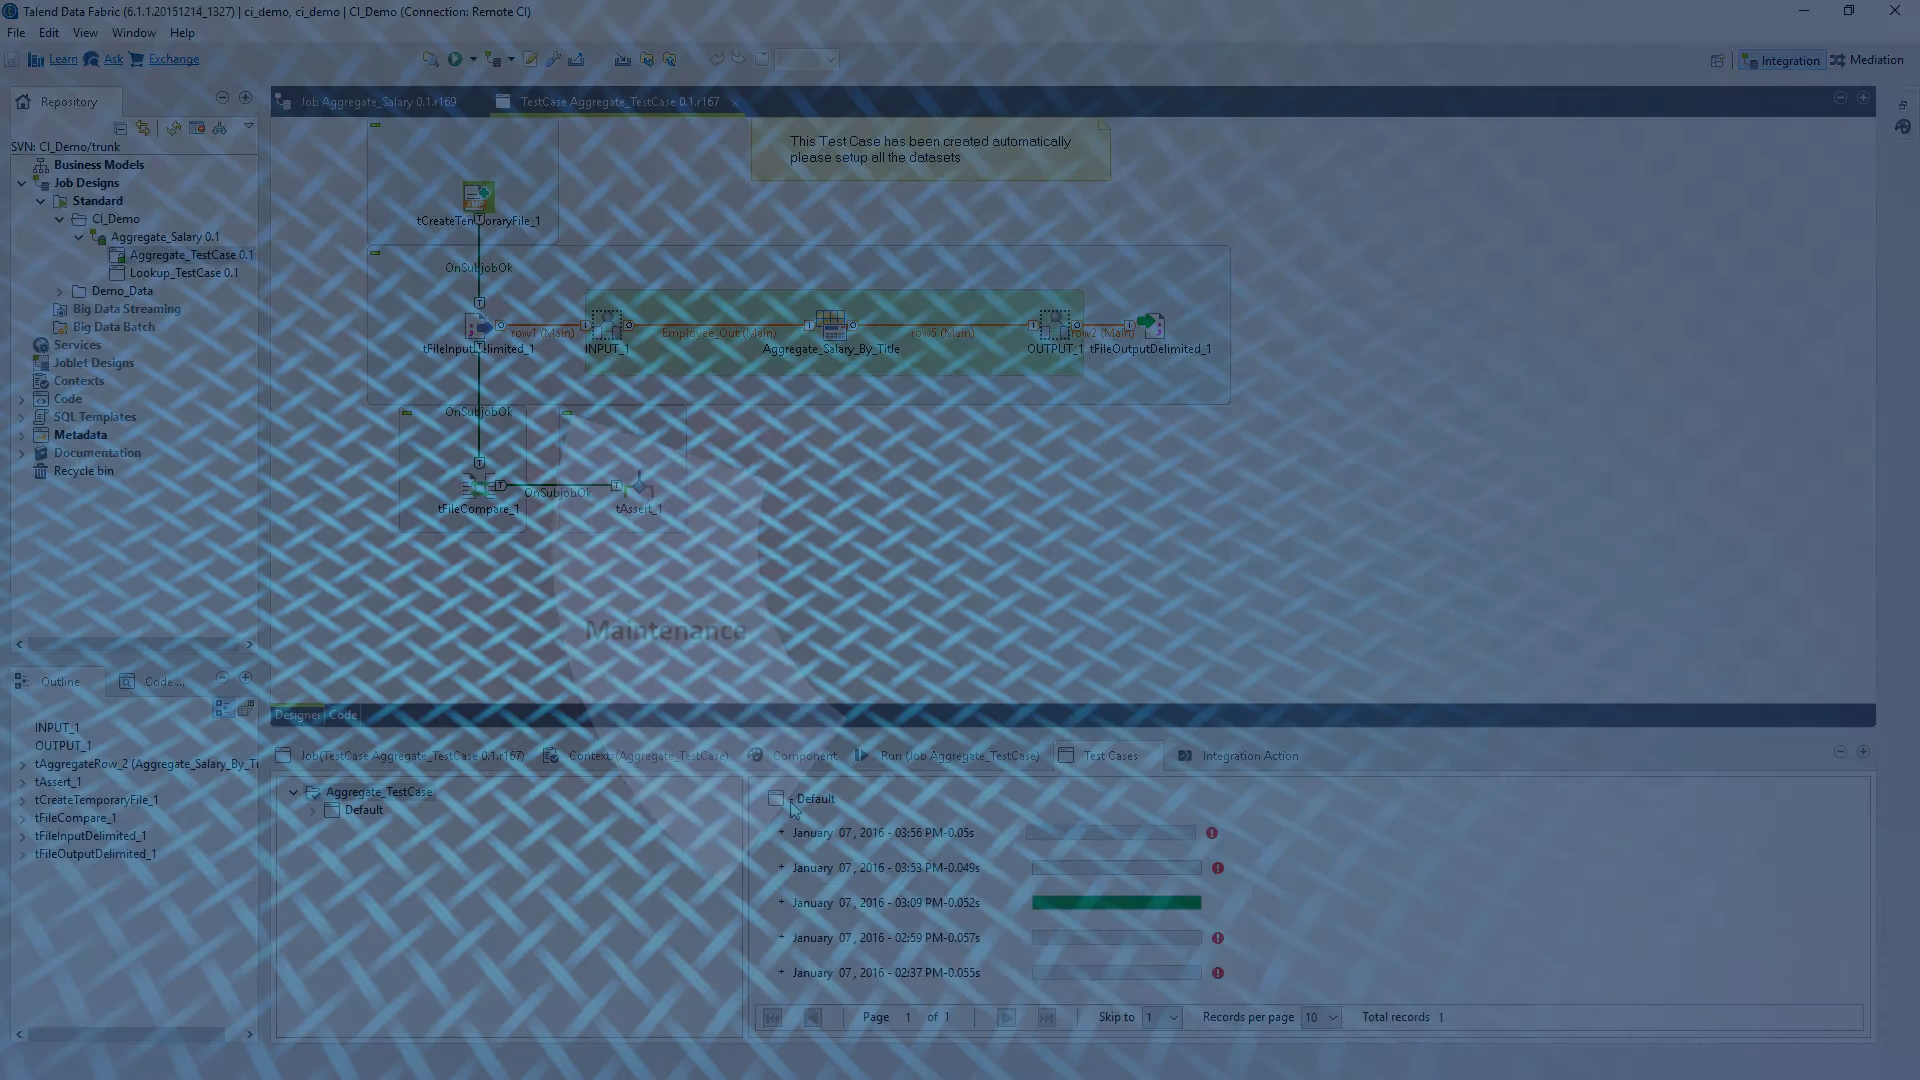 Talend Data Fabric (6.1.1.20151214_1327) | ci_demo, ci_demo | CI_Demo (Connection: Remote CI)
File Edit View Window Help
Learn Ask Exchange
Integration Mediation
Repository
SVN: CI_Demo/trunk
Business Models
Job Designs
Standard
CI_Demo
Aggregate_Salary 0.1
Aggregate_TestCase 0.1
Lookup_TestCase 0.1
Demo_Data
Big Data Streaming
Big Data Batch
Services
Joblet Designs
Contexts
Code
SQL Templates
Metadata
Documentation
Recycle bin
Outline Code ...
INPUT_1
OUTPUT_1
tAggregateRow_2 (Aggregate_Salary_By_Ti
tAssert_1
tCreateTemporaryFile_1
tFileCompare_1
tFileInputDelimited_1
tFileOutputDelimited_1
Job Aggregate_Salary 0.1.r169 TestCase Aggregate_TestCase 0.1.r167
This Test Case has been created automatically
please setup all the datasets
tCreateTemporaryFile_1
OnSubjobOk
row1 (Main) Employee_Out (Main) row5 (Main) row2 (Main)
tFileInputDelimited_1 INPUT_1 Aggregate_Salary_By_Title OUTPUT_1 tFileOutputDelimited_1
OnSubjobOk
OnSubjobOk
tFileCompare_1 tAssert_1
Maintenance
Designer Code
Job(TestCase Aggregate_TestCase 0.1.r167) Contexts(Aggregate_TestCase) Component Run (Job Aggregate_TestCase) Test Cases Integration Action
Aggregate_TestCase
Default
- Default
+ January 07 , 2016 - 03:56 PM-0.05s
+ January 07 , 2016 - 03:53 PM-0.049s
+ January 07 , 2016 - 03:09 PM-0.052s
+ January 07 , 2016 - 02:59 PM-0.057s
+ January 07 , 2016 - 02:37 PM-0.055s
Page 1 of 1 Skip to 1 Records per page 10 Total records 1